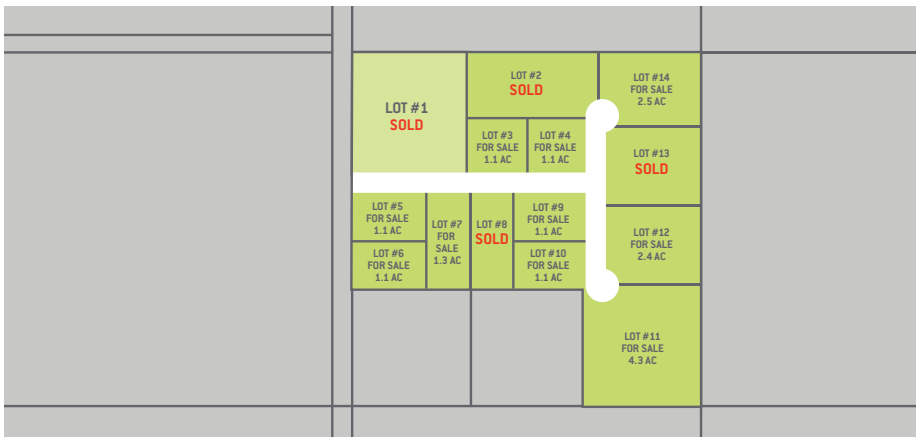 LOT #1
SOLD
LOT #2
SOLD
LOT #3
FOR SALE
1.1 AC
LOT #4
FOR SALE
1.1 AC
LOT #14
FOR SALE
2.5 AC
LOT #13
SOLD
LOT #5
FOR SALE
1.1 AC
LOT #6
FOR SALE
1.1 AC
LOT #7
FOR
SALE
1.3 AC
LOT #8
SOLD
LOT #9
FOR SALE
1.1 AC
LOT #10
FOR SALE
1.1 AC
LOT #12
FOR SALE
2.4 AC
LOT #11
FOR SALE
4.3 AC